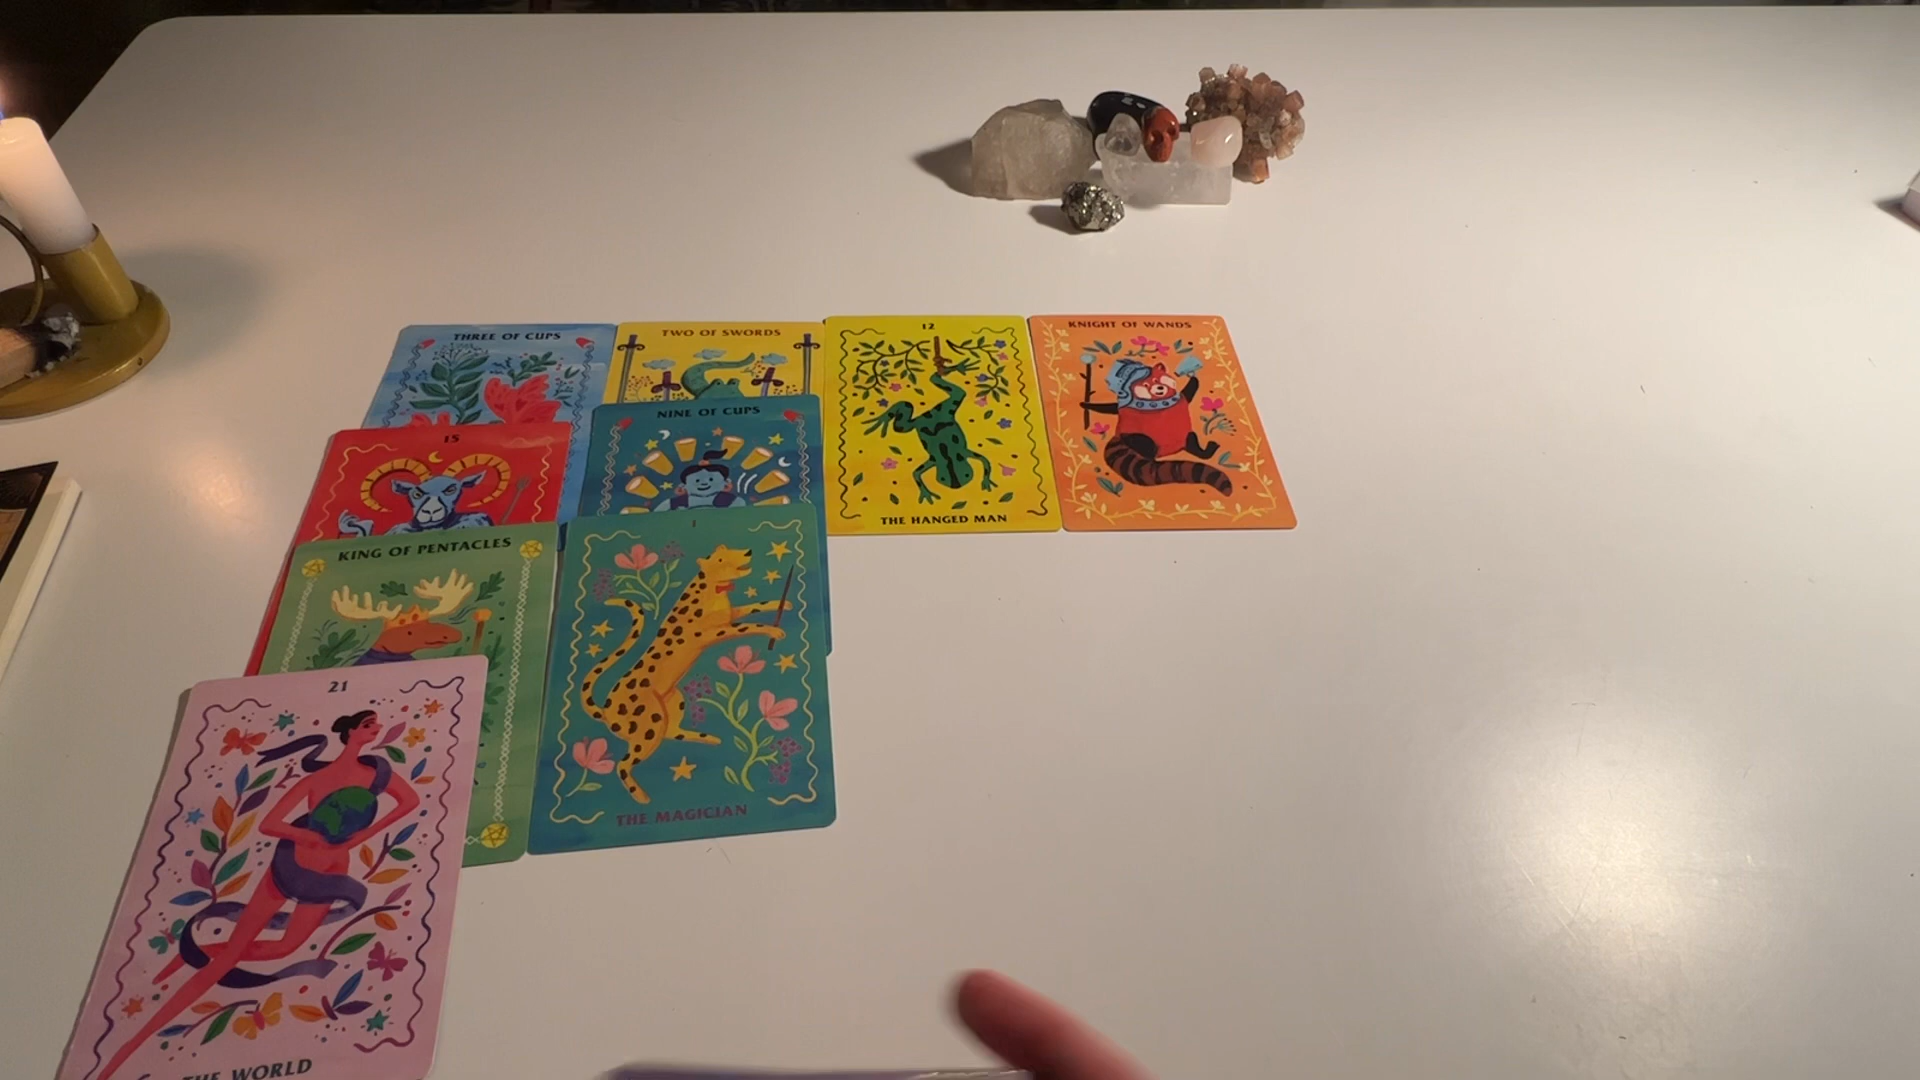 THREE OF CUPS
TWO OF SWORDS
12
THE HANGED MAN
KNIGHT OF WANDS
15
NINE OF CUPS
KING OF PENTACLES
I
THE MAGICIAN
21
THE WORLD